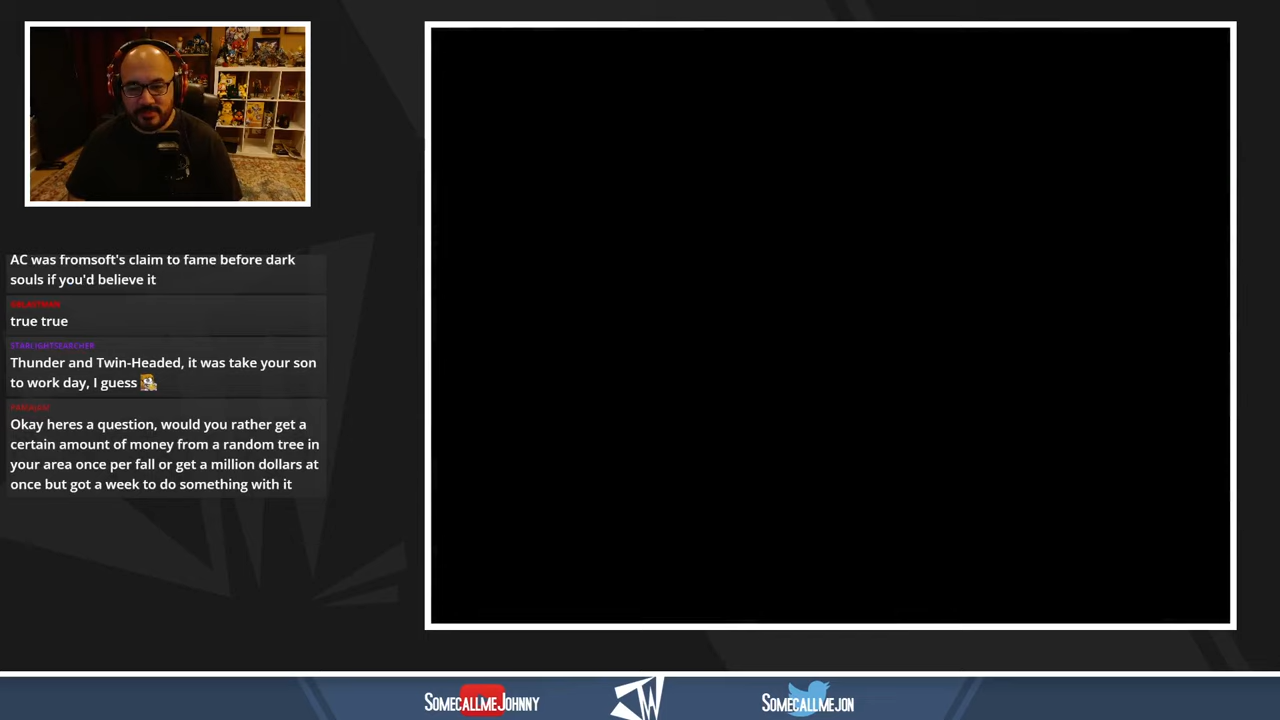 AC was fromsoft's claim to fame before dark
souls if you'd believe it
true true
STARLIGHTSEARCHER
Thunder and Twin-Headed, it was take your son
to work day, I guess
Okay heres a question, would you rather get a
certain amount of money from a random tree in
your area once per fall or get a million dollars at
once but got a week to do something with it
SOMECALLMEJOHNNY
SOMECALLMEJON